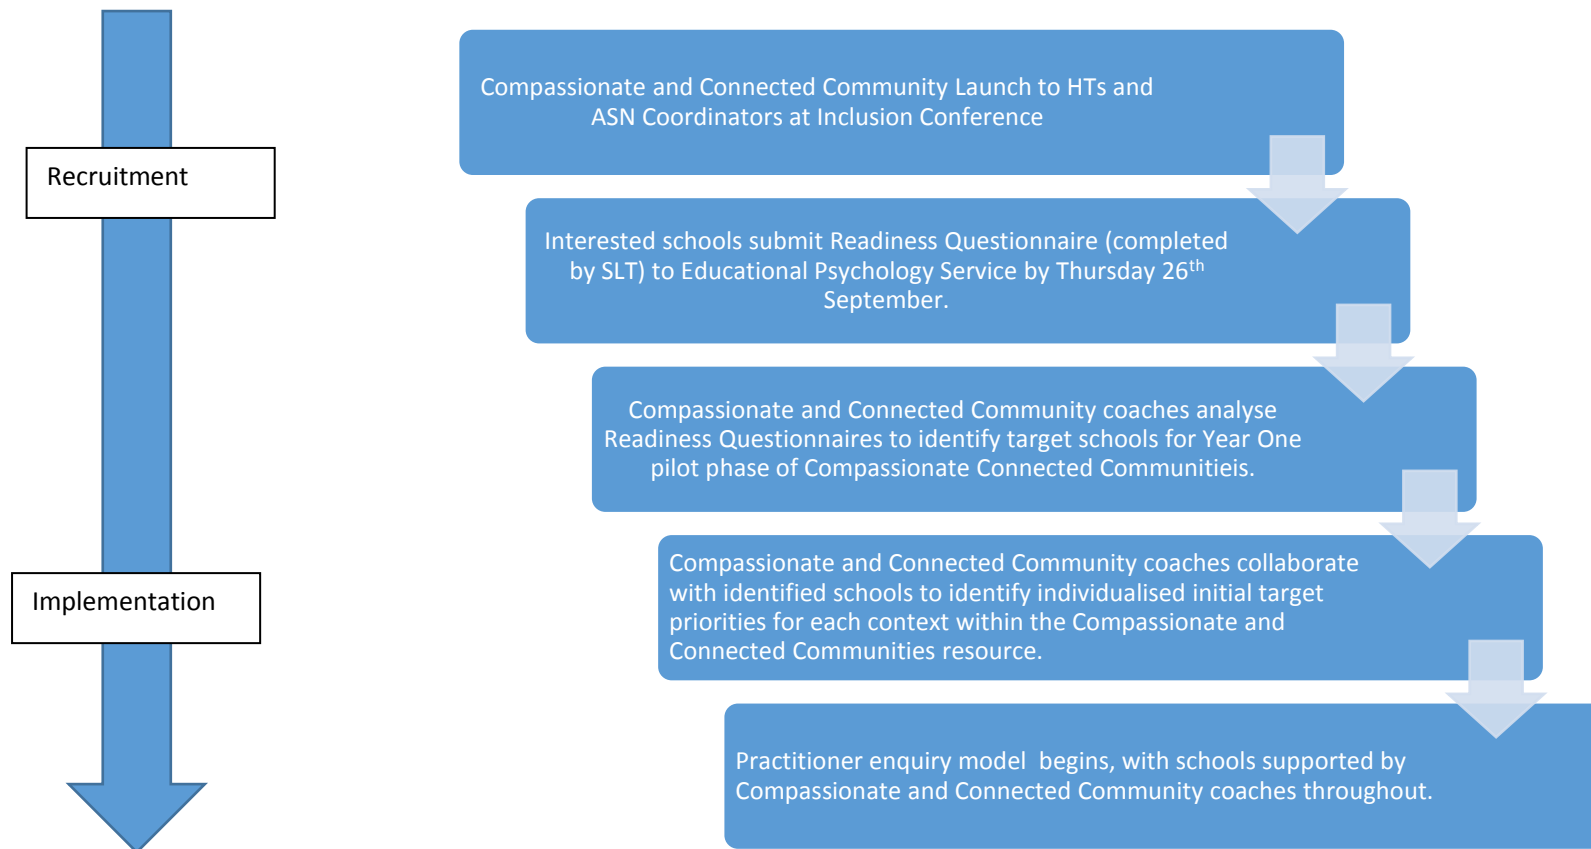 Compassionate and Connected Community Launch to HTs and
ASN Coordinators at Inclusion Conference
Recruitment
Interested schools submit Readiness Questionnaire (completed
by SLT) to Educational Psychology Service by Thursday 26th
September.
Compassionate and Connected Community coaches analyse
Readiness Questionnaires to identify target schools for Year One
pilot phase of Compassionate Connected Communitieis.
Implementation
Compassionate and Connected Community coaches collaborate
with identified schools to identify individualised initial target
priorities for each context within the Compassionate and
Connected Communities resource.
Practitioner enquiry model  begins, with schools supported by
Compassionate and Connected Community coaches throughout.